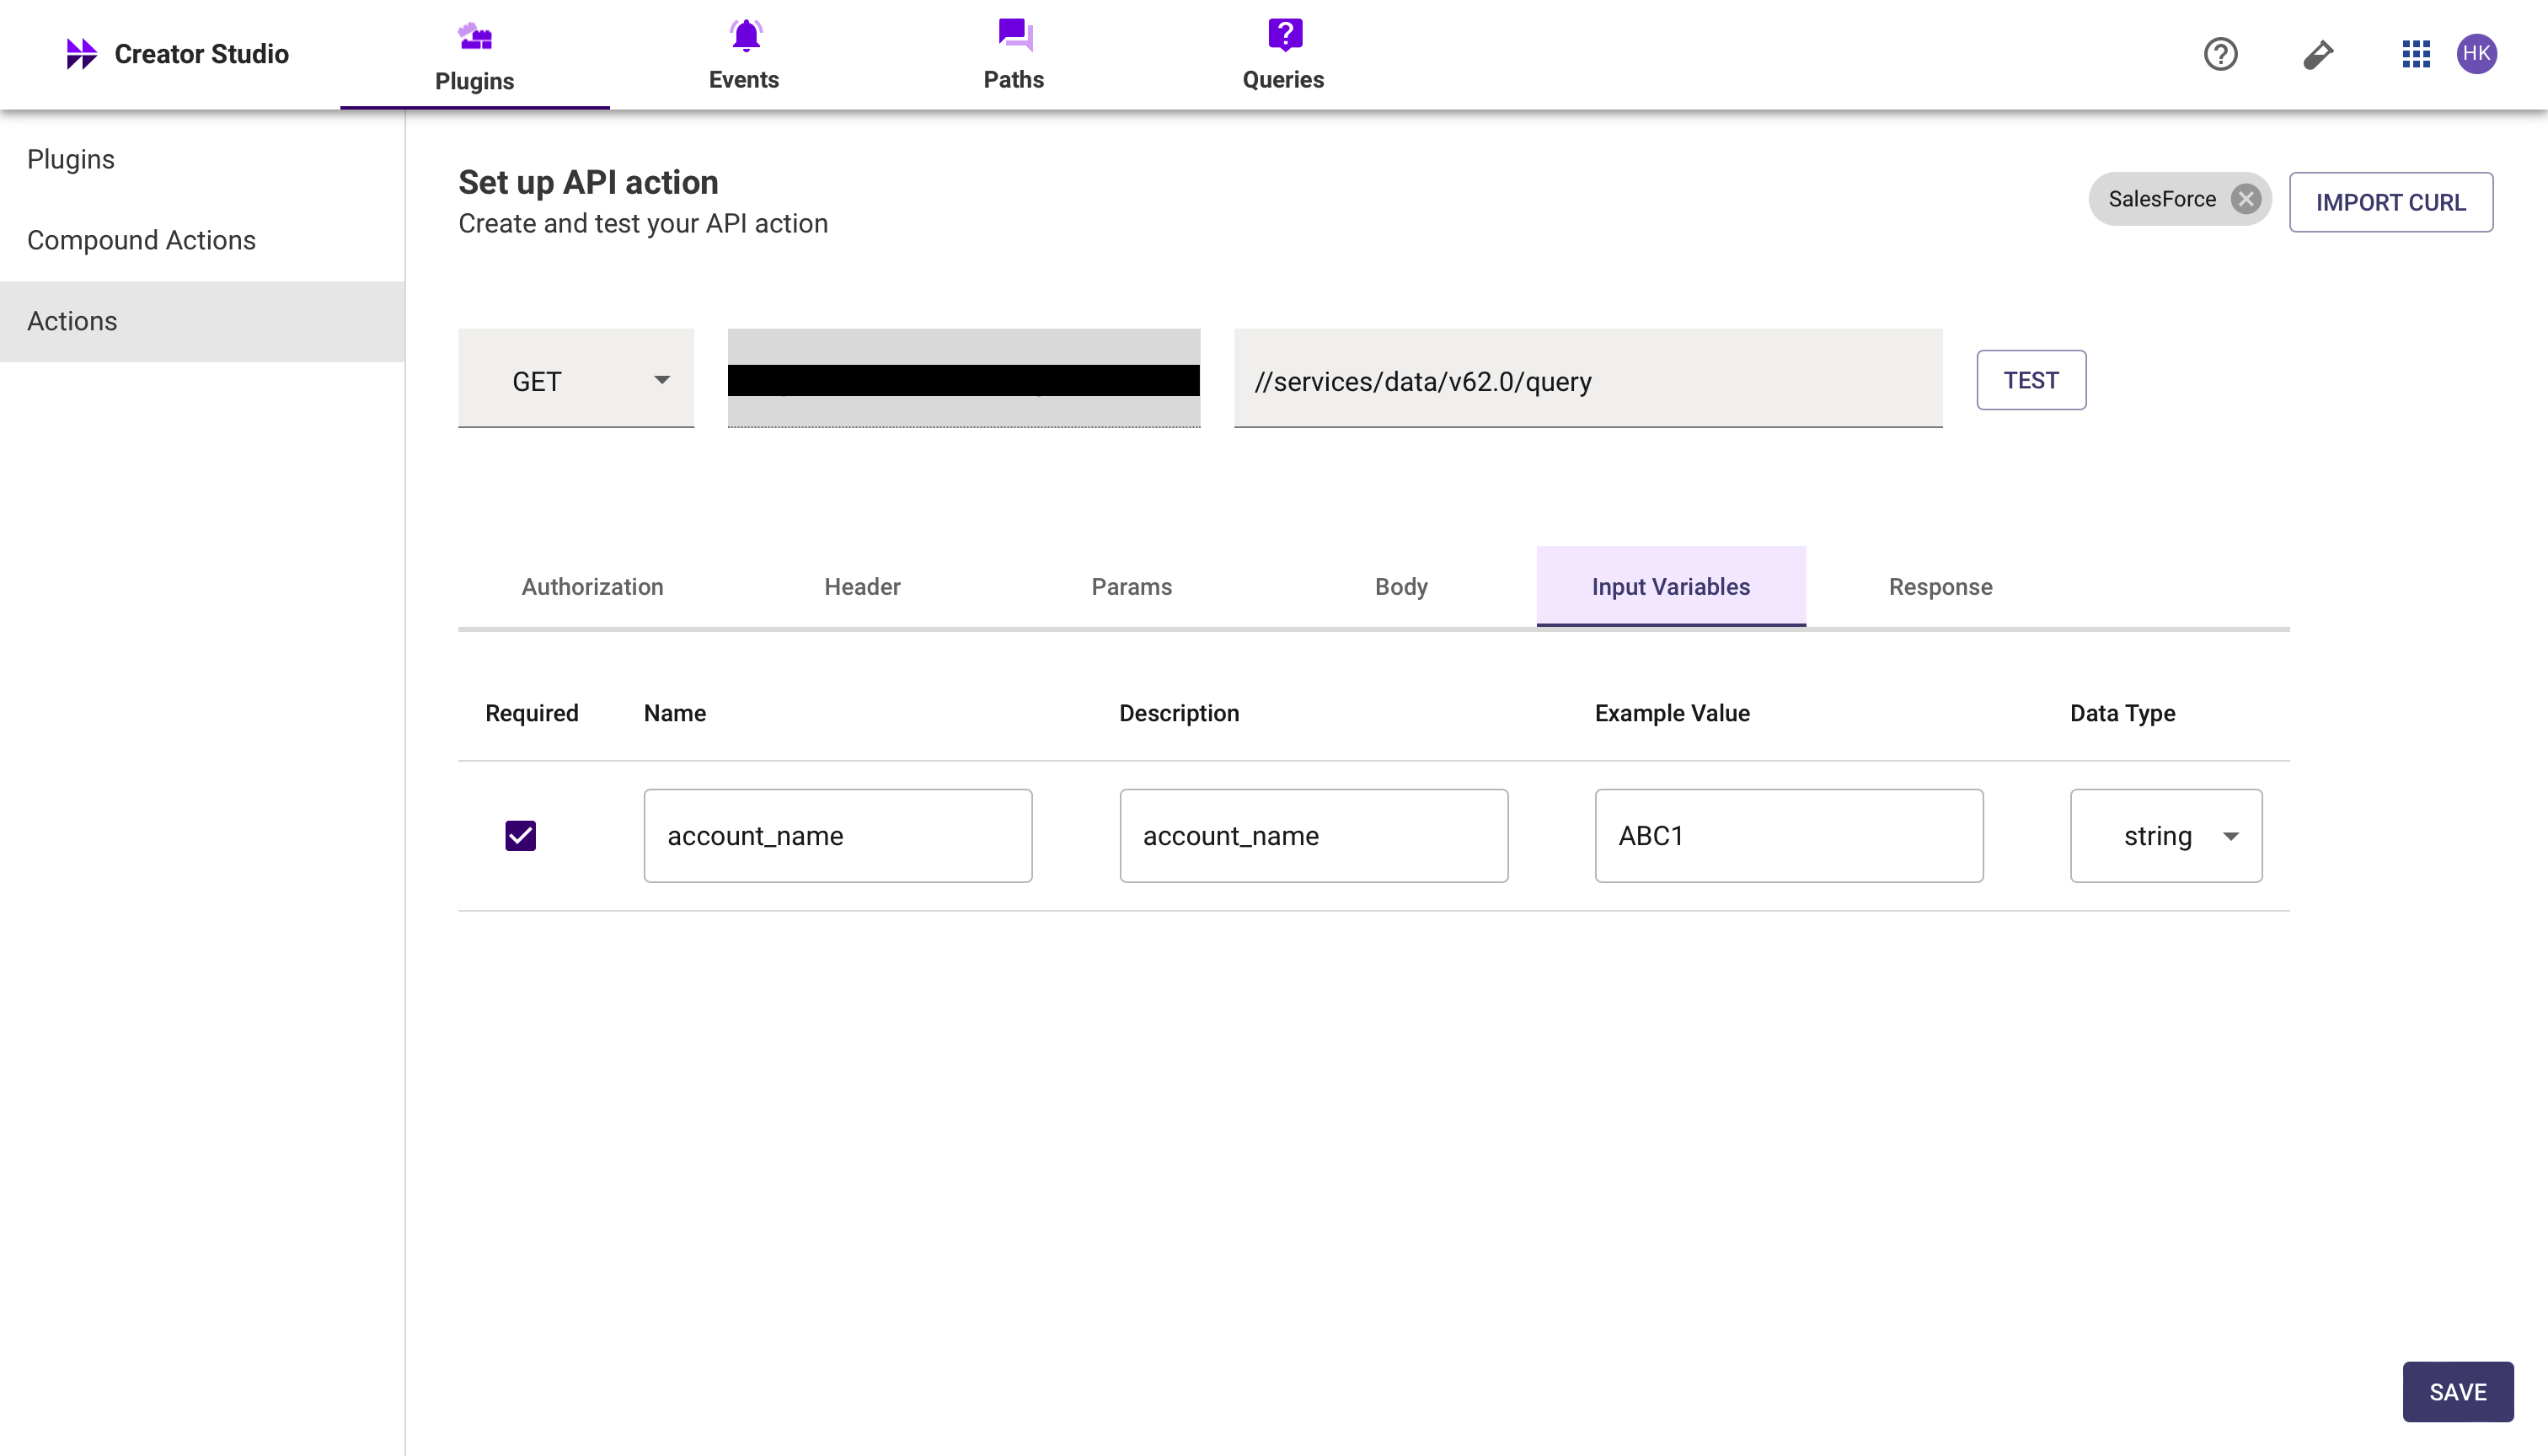 Creator Studio
Plugins
Events
Paths
Queries
HK
Plugins
Compound Actions
Actions
Set up API action
Create and test your API action
SalesForce
IMPORT CURL
GET
//services/data/v62.0/query
TEST
Authorization
Header
Params
Body
Input Variables
Response
Required
Name
Description
Example Value
Data Type
account_name
account_name
ABC1
string
SAVE